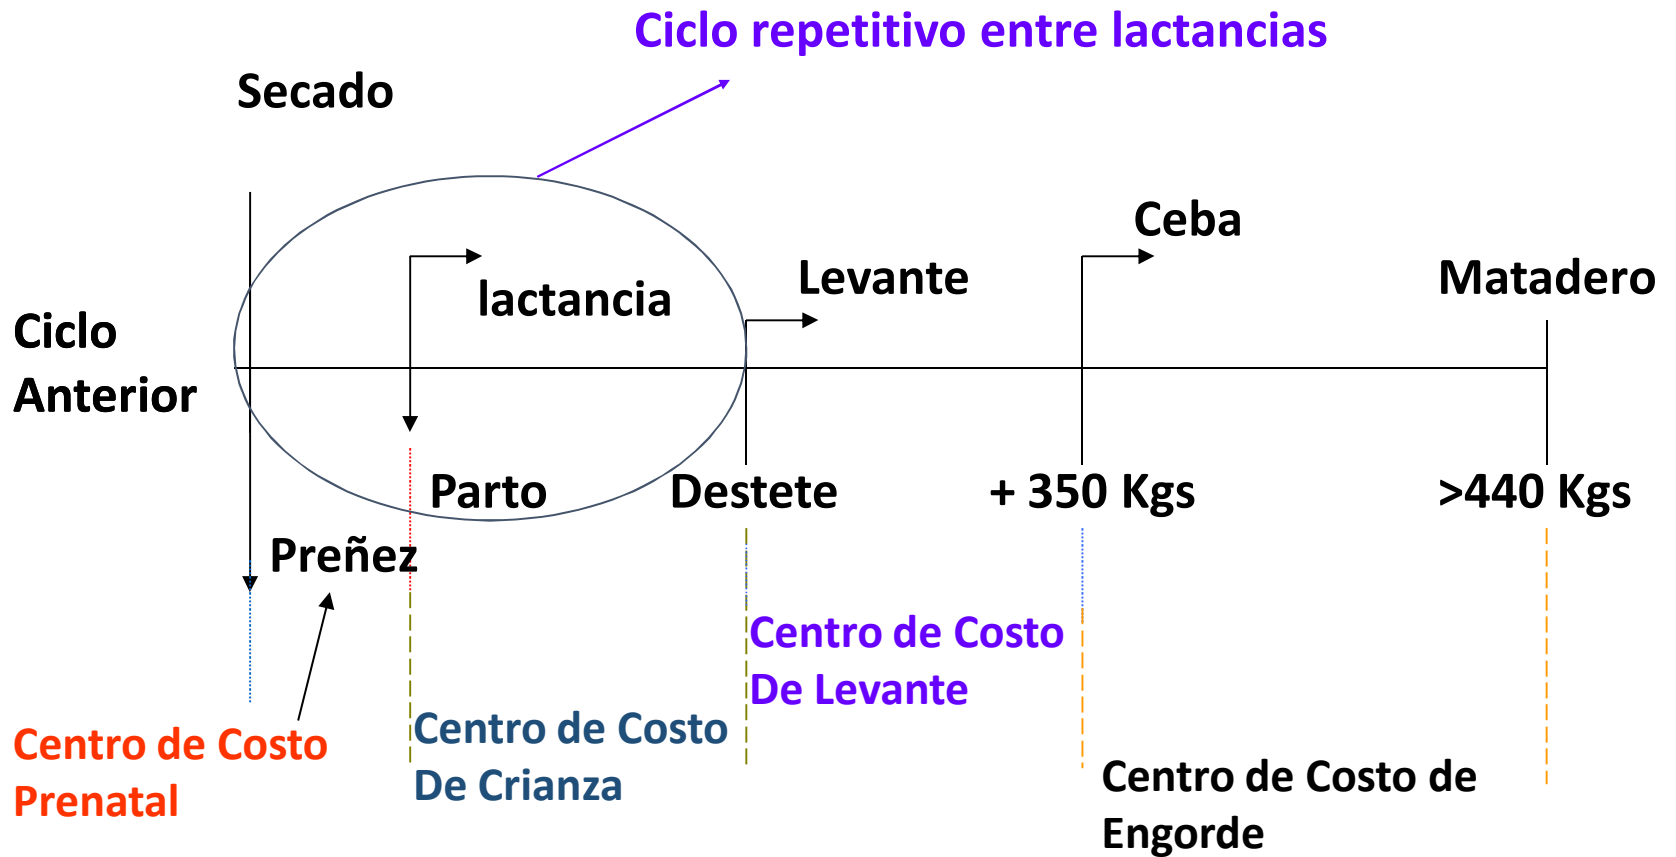 Ciclo repetitivo entre lactancias
Secado
Ceba
lactancia
Levante
Matadero
Ciclo
Anterior
Parto
Destete
+ 350 Kgs
>440 Kgs
Preñez
Centro de Costo
De Levante
Centro de Costo
Prenatal
Centro de Costo
De Crianza
Centro de Costo de
Engorde